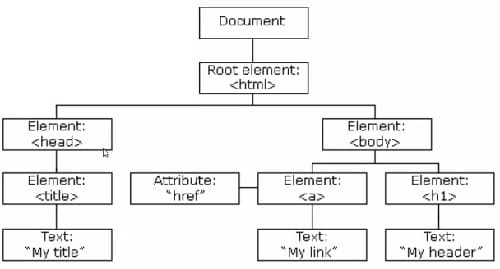 Document
Root element:
<html>
Element:
<head>
Element:
<body>
Element:
<title>
Attribute:
"href"
Element:
<a>
Element:
<h1>
Text:
"My title"
Text:
"My link"
Text:
"My header"